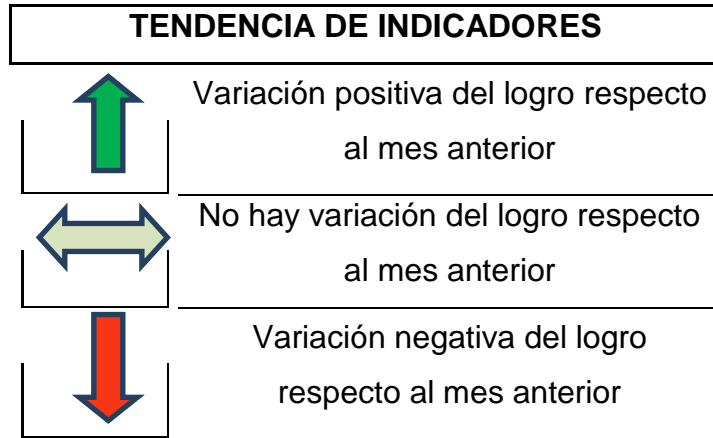 TENDENCIA DE INDICADORES
Variación positiva del logro respecto
al mes anterior
No hay variación del logro respecto
al mes anterior
Variación negativa del logro
respecto al mes anterior